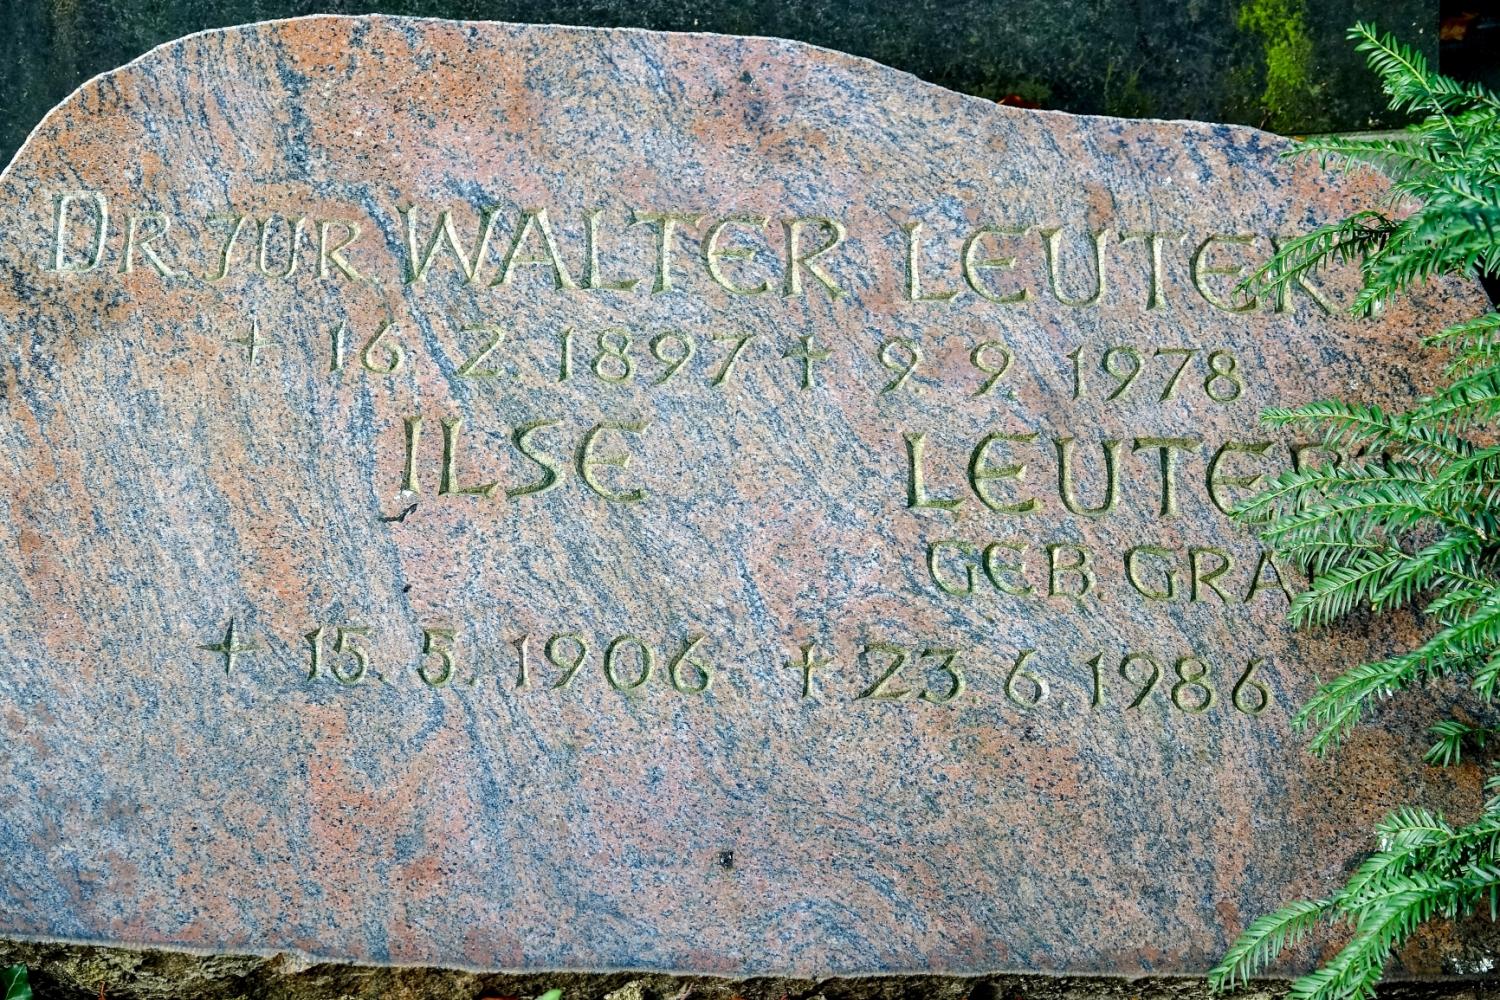 DR JUR WALTER LEUTER
+ 16. 2. 1897 † 9. 9. 1978
ILSE LEUTER
GEB.
+ 15. 5. 1906 † 23. 6. 1986